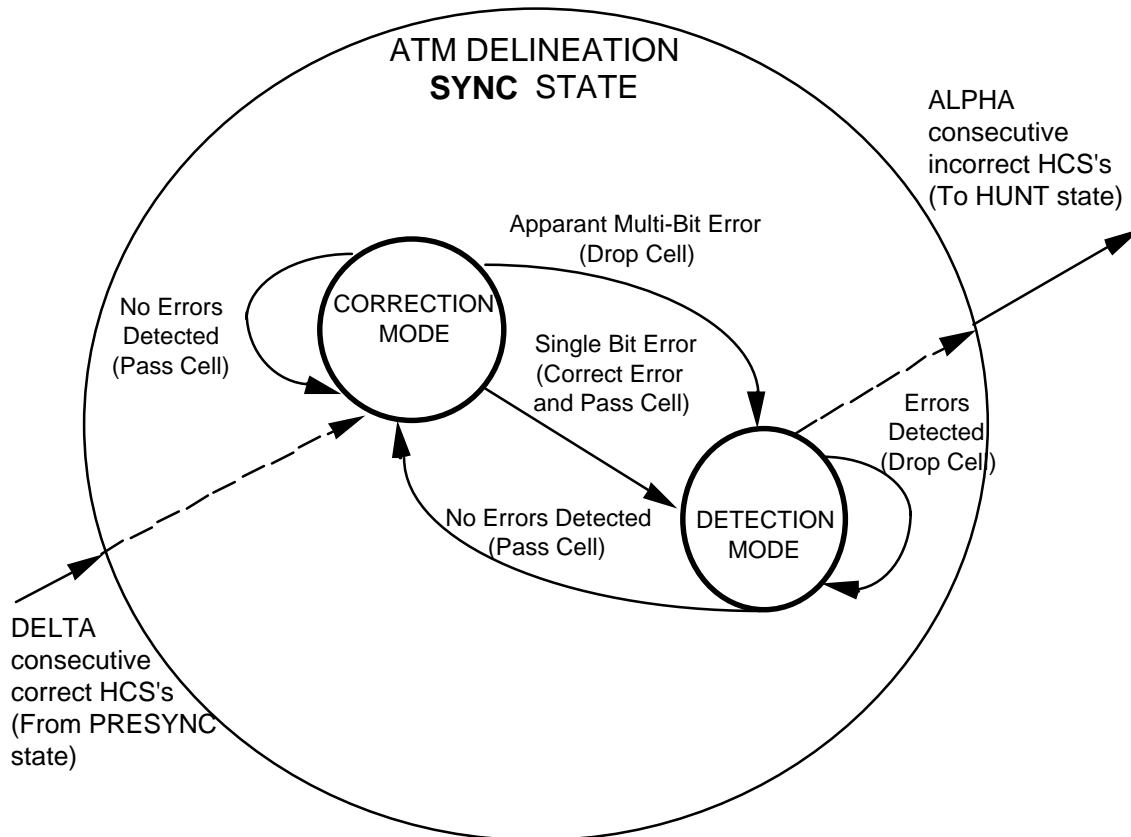 ATM DELINEATION
SYNC STATE
ALPHA
consecutive
incorrect HCS's
(To HUNT state)
Apparant Multi-Bit Error
(Drop Cell)
No Errors
Detected
(Pass Cell)
CORRECTION
MODE
Single Bit Error
(Correct Error
and Pass Cell)
Errors
Detected
(Drop Cell)
No Errors Detected
(Pass Cell)
DETECTION
MODE
DELTA
consecutive
correct HCS's
(From PRESYNC
state)